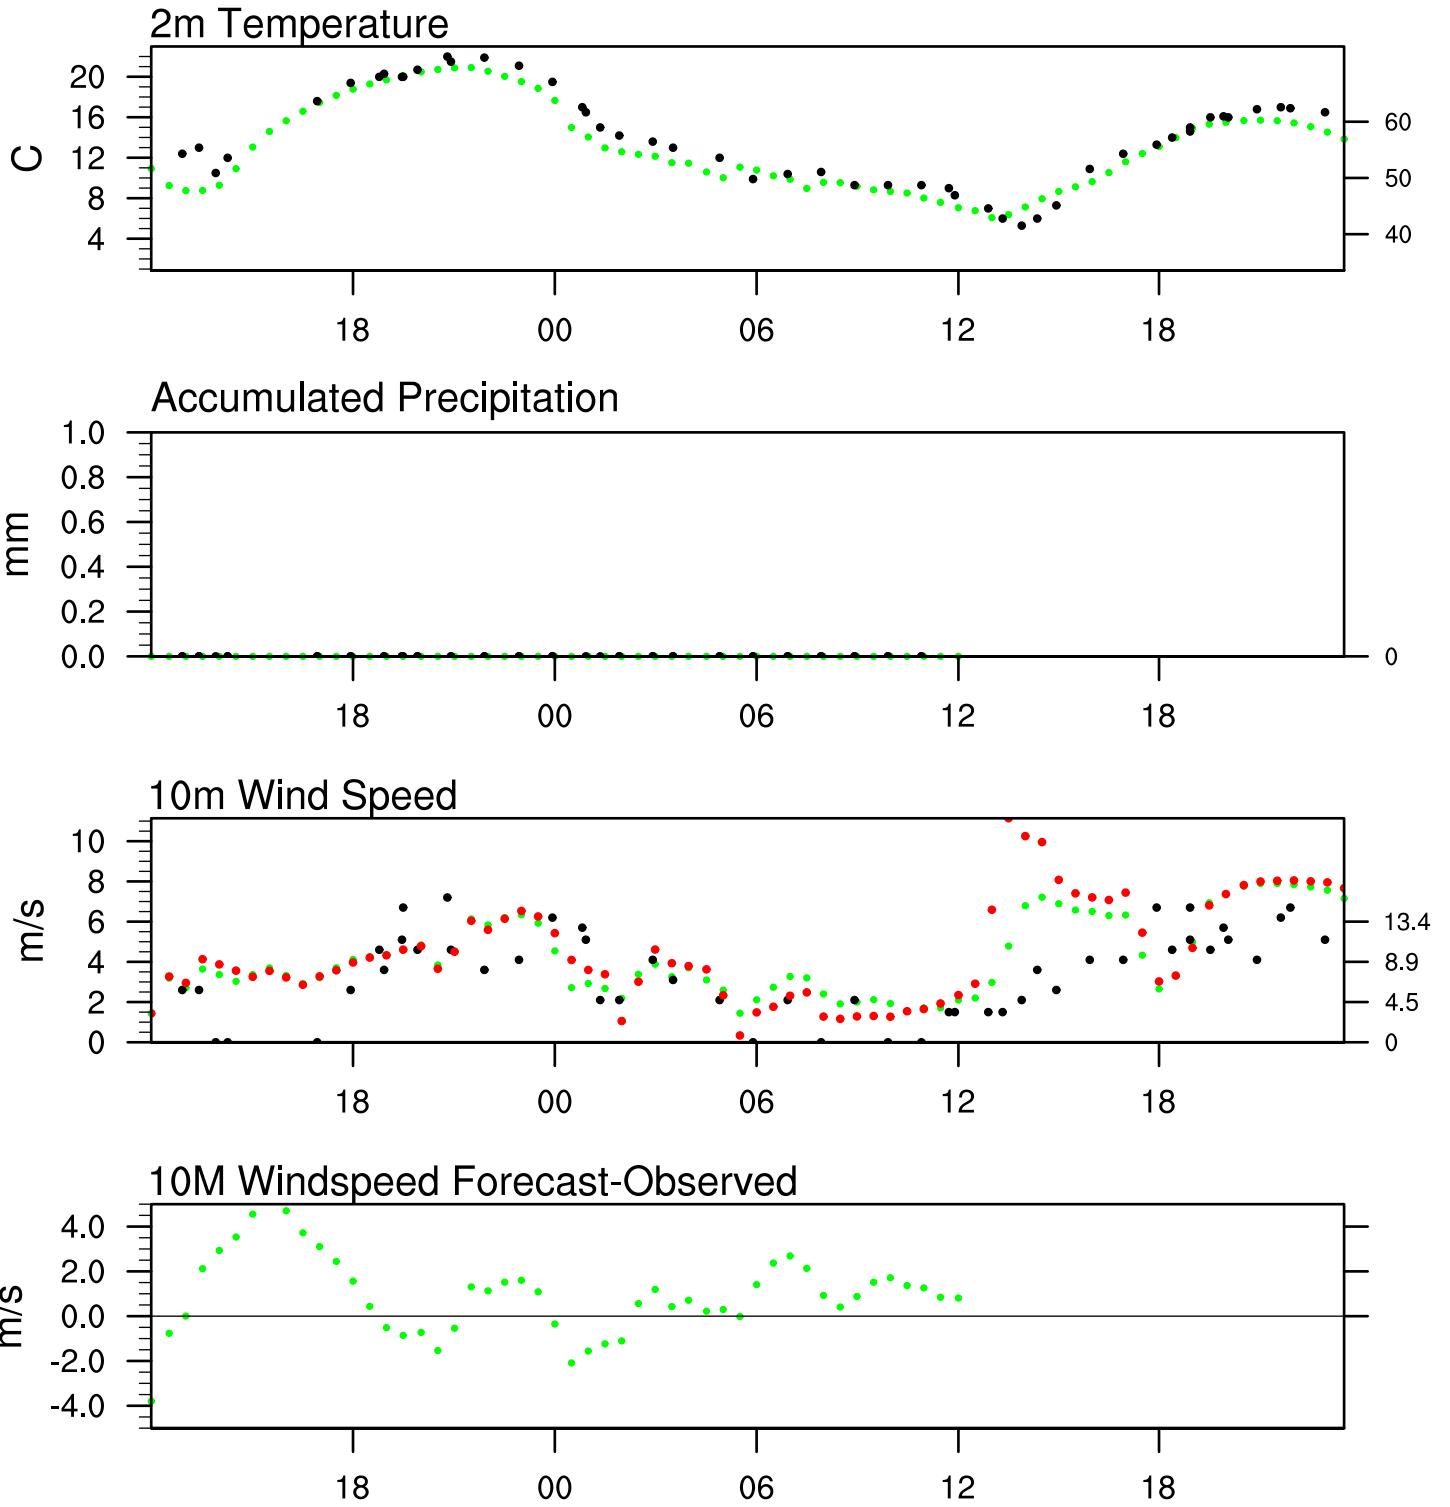 2m Temperature
20
16
12
8
4
C
60
50
40
18 00 06 12 18
Accumulated Precipitation
1.0
0.8
0.6
0.4
0.2
0.0
mm
0
18 00 06 12 18
10m Wind Speed
10
8
6
4
2
0
m/s
13.4
8.9
4.5
0
18 00 06 12 18
10M Windspeed Forecast-Observed
4.0
2.0
0.0
-2.0
-4.0
m/s
18 00 06 12 18